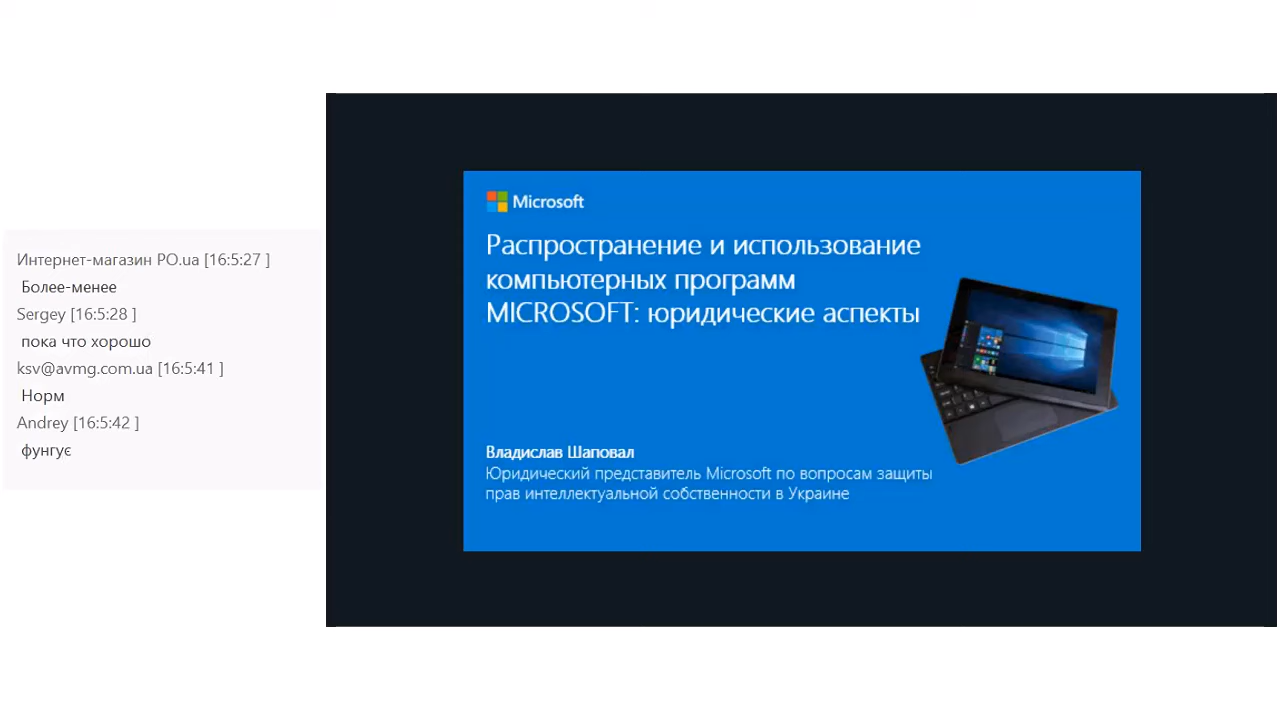 Интернет-магазин PO.ua [16:5:27 ]
Более-менее
Sergey [16:5:28 ]
пока что хорошо
ksv@avmg.com.ua [16:5:41 ]
Норм
Andrey [16:5:42 ]
фунгує
Microsoft
Распространение и использование
компьютерных программ
MICROSOFT: юридические аспекты
Владислав Шаповал
Юридический представитель Microsoft по вопросам защиты
прав интеллектуальной собственности в Украине